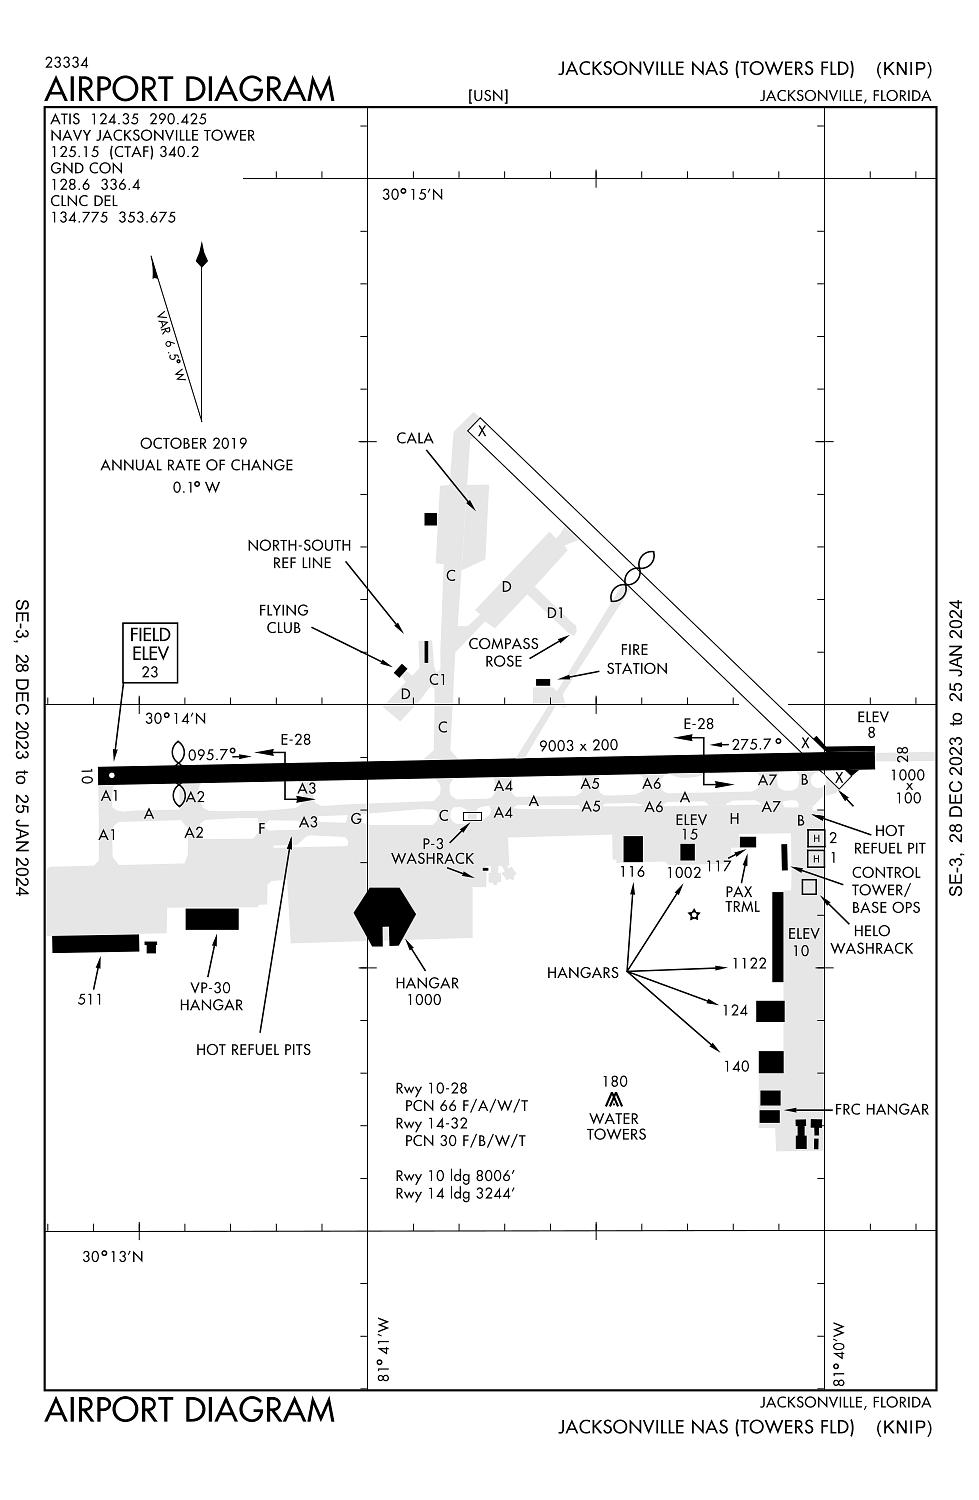 23334
AIRPORT DIAGRAM
JACKSONVILLE NAS (TOWERS FLD) (KNIP)
[USN]
JACKSONVILLE, FLORIDA
ATIS 124.35 290.425
NAVY JACKSONVILLE TOWER
125.15 (CTAF) 340.2
GND CON
128.6 336.4
CLNC DEL
134.775 353.675
30°15'N
VAR 6.5° W
OCTOBER 2019
ANNUAL RATE OF CHANGE
0.1° W
CALA
X
NORTH-SOUTH
REF LINE
C
D
D1
FLYING
CLUB
COMPASS
ROSE
FIRE
STATION
FIELD
ELEV
23
C1
D
30°14'N
C
E-28
ELEV
8
095.7°
E-28
275.7°
9003 x 200
X
10
28
1000
x
100
A1
A2
A3
A4
A5
A6
A7
B
X
A
A
A
A1
A2
F
A3
G
C
A4
A5
A6
A7
H
B
ELEV
15
HOT
REFUEL PIT
P-3
WASHRACK
H 2
H 1
116
1002
117
PAX
TRML
CONTROL
TOWER/
BASE OPS
HELO
WASHRACK
ELEV
10
511
VP-30
HANGAR
HANGAR
1000
HANGARS
1122
124
140
HOT REFUEL PITS
Rwy 10-28
PCN 66 F/A/W/T
Rwy 14-32
PCN 30 F/B/W/T
Rwy 10 ldg 8006'
Rwy 14 ldg 3244'
180
WATER
TOWERS
FRC HANGAR
30°13'N
81° 41'W
81° 40'W
SE-3, 28 DEC 2023 to 25 JAN 2024
SE-3, 28 DEC 2023 to 25 JAN 2024
AIRPORT DIAGRAM
JACKSONVILLE, FLORIDA
JACKSONVILLE NAS (TOWERS FLD) (KNIP)